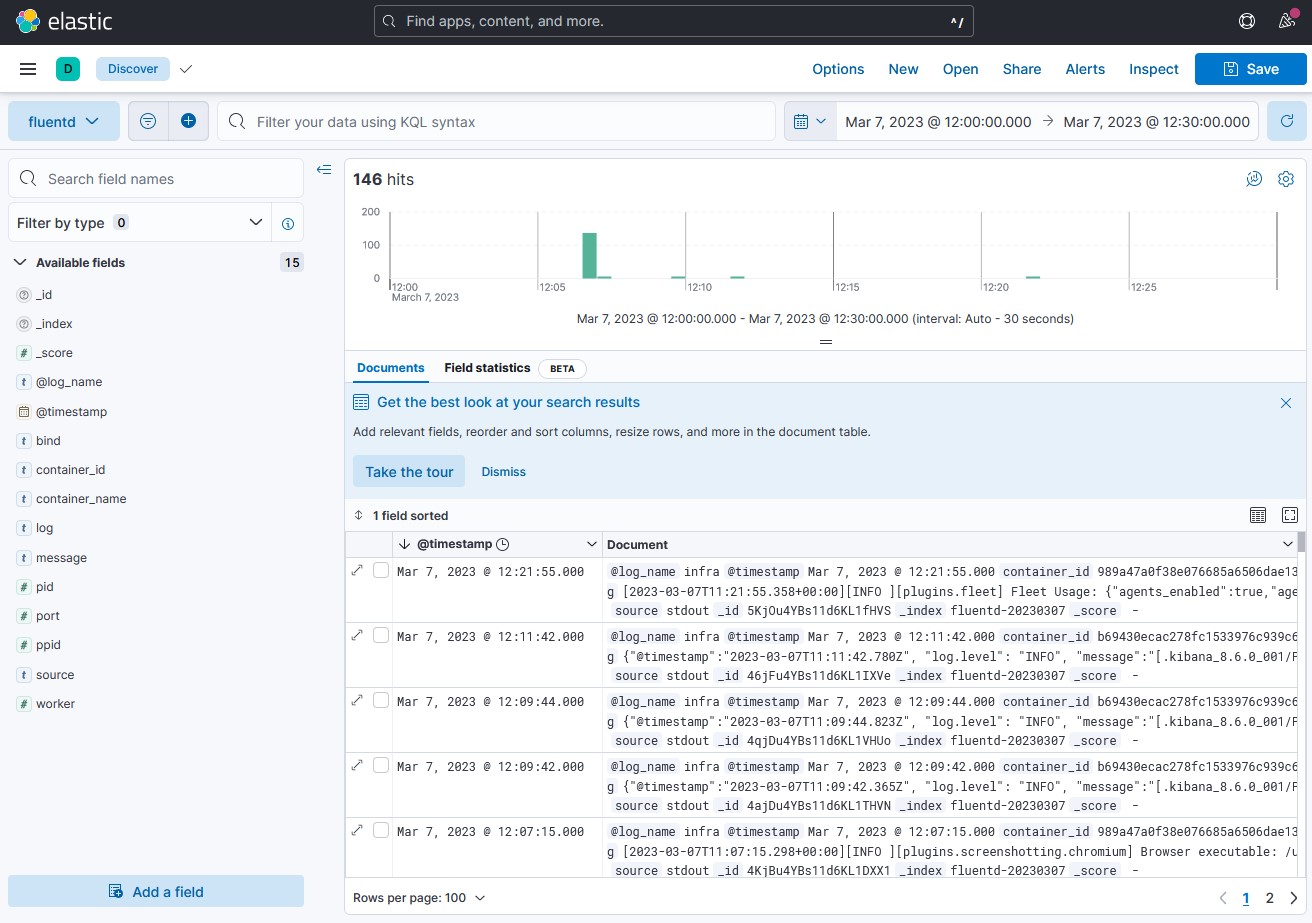 elastic
Find apps, content, and more.
^/
D
Discover
Options
New
Open
Share
Alerts
Inspect
Save
fluentd
Filter your data using KQL syntax
Mar 7, 2023 @ 12:00:00.000 → Mar 7, 2023 @ 12:30:00.000
Search field names
Filter by type 0
Available fields 15
_id
_index
# _score
t @log_name
@timestamp
t bind
t container_id
t container_name
t log
t message
# pid
# port
# ppid
t source
# worker
Add a field
146 hits
200
100
0
12:00 12:05 12:10 12:15 12:20 12:25
March 7, 2023
Mar 7, 2023 @ 12:00:00.000 - Mar 7, 2023 @ 12:30:00.000 (interval: Auto - 30 seconds)
Documents
Field statistics
BETA
Get the best look at your search results
Add relevant fields, reorder and sort columns, resize rows, and more in the document table.
Take the tour
Dismiss
1 field sorted
@timestamp
Document
Mar 7, 2023 @ 12:21:55.000
@log_name infra @timestamp Mar 7, 2023 @ 12:21:55.000 container_id 989a47a0f38e076685a6506dae13
g [2023-03-07T11:21:55.358+00:00][INFO ][plugins.fleet] Fleet Usage: {"agents_enabled":true,"age
source stdout _id 5KjOu4YBs11d6KL1fHVS _index fluentd-20230307 _score -
Mar 7, 2023 @ 12:11:42.000
@log_name infra @timestamp Mar 7, 2023 @ 12:11:42.000 container_id b69430ecac278fc1533976c939c6
g {"@timestamp":"2023-03-07T11:11:42.780Z", "log.level": "INFO", "message":"[.kibana_8.6.0_001/F
source stdout _id 46jFu4YBs11d6KL1IXVe _index fluentd-20230307 _score -
Mar 7, 2023 @ 12:09:44.000
@log_name infra @timestamp Mar 7, 2023 @ 12:09:44.000 container_id b69430ecac278fc1533976c939c6
g {"@timestamp":"2023-03-07T11:09:44.823Z", "log.level": "INFO", "message":"[.kibana_8.6.0_001/F
source stdout _id 4qjDu4YBs11d6KL1VHUo _index fluentd-20230307 _score -
Mar 7, 2023 @ 12:09:42.000
@log_name infra @timestamp Mar 7, 2023 @ 12:09:42.000 container_id b69430ecac278fc1533976c939c6
g {"@timestamp":"2023-03-07T11:09:42.365Z", "log.level": "INFO", "message":"[.kibana_8.6.0_001/F
source stdout _id 4ajDu4YBs11d6KL1THVN _index fluentd-20230307 _score -
Mar 7, 2023 @ 12:07:15.000
@log_name infra @timestamp Mar 7, 2023 @ 12:07:15.000 container_id 989a47a0f38e076685a6506dae13
g [2023-03-07T11:07:15.298+00:00][INFO ][plugins.screenshotting.chromium] Browser executable: /u
source stdout _id 4KjBu4YBs11d6KL1DXX1 _index fluentd-20230307 _score -
Rows per page: 100
1 2